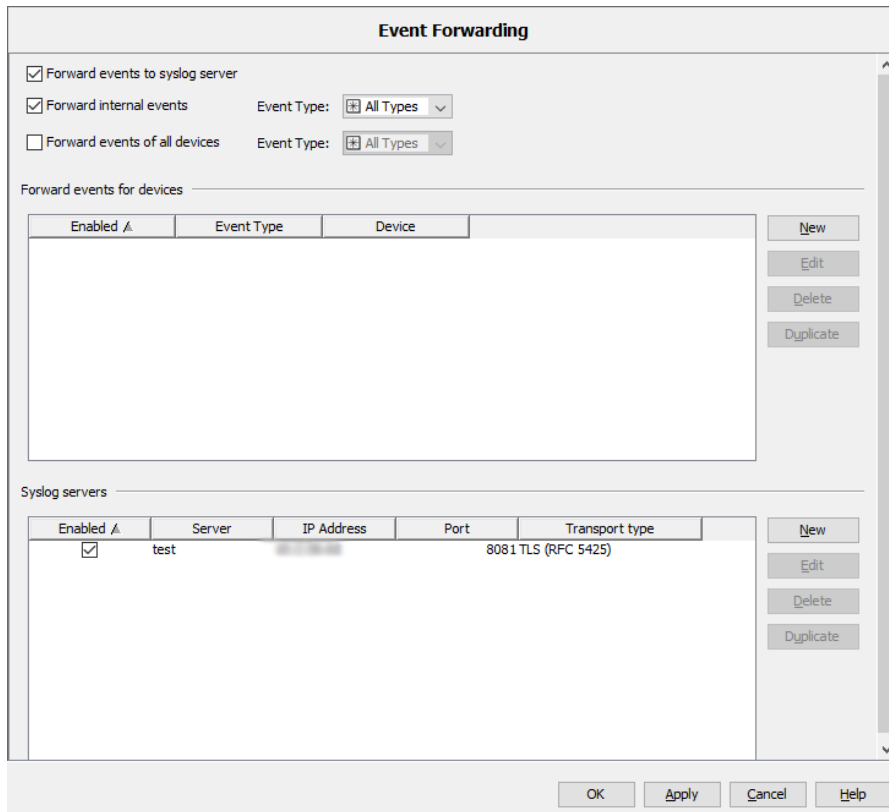 Event Forwarding
Forward events to syslog server
Forward internal events Event Type: All Types
Forward events of all devices Event Type: All Types
Forward events for devices
Enabled Event Type Device
New
Edit
Delete
Duplicate
Syslog servers
Enabled Server IP Address Port Transport type
test 8081 TLS (RFC 5425)
New
Edit
Delete
Duplicate
OK Apply Cancel Help